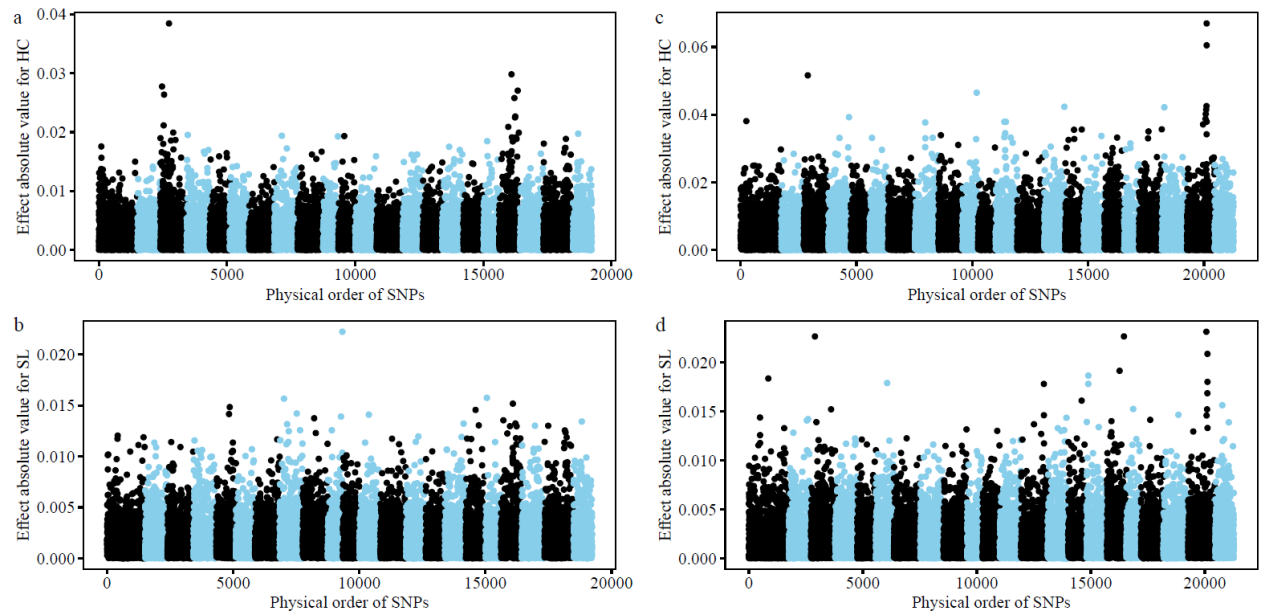 a
Effect absolute value for HC
0.04
0.03
0.02
0.01
0.00
0 5000 10000 15000 20000
Physical order of SNPs
c
Effect absolute value for HC
0.06
0.04
0.02
0.00
0 5000 10000 15000 20000
Physical order of SNPs
b
Effect absolute value for SL
0.020
0.015
0.010
0.005
0.000
0 5000 10000 15000 20000
Physical order of SNPs
d
Effect absolute value for SL
0.020
0.015
0.010
0.005
0.000
0 5000 10000 15000 20000
Physical order of SNPs